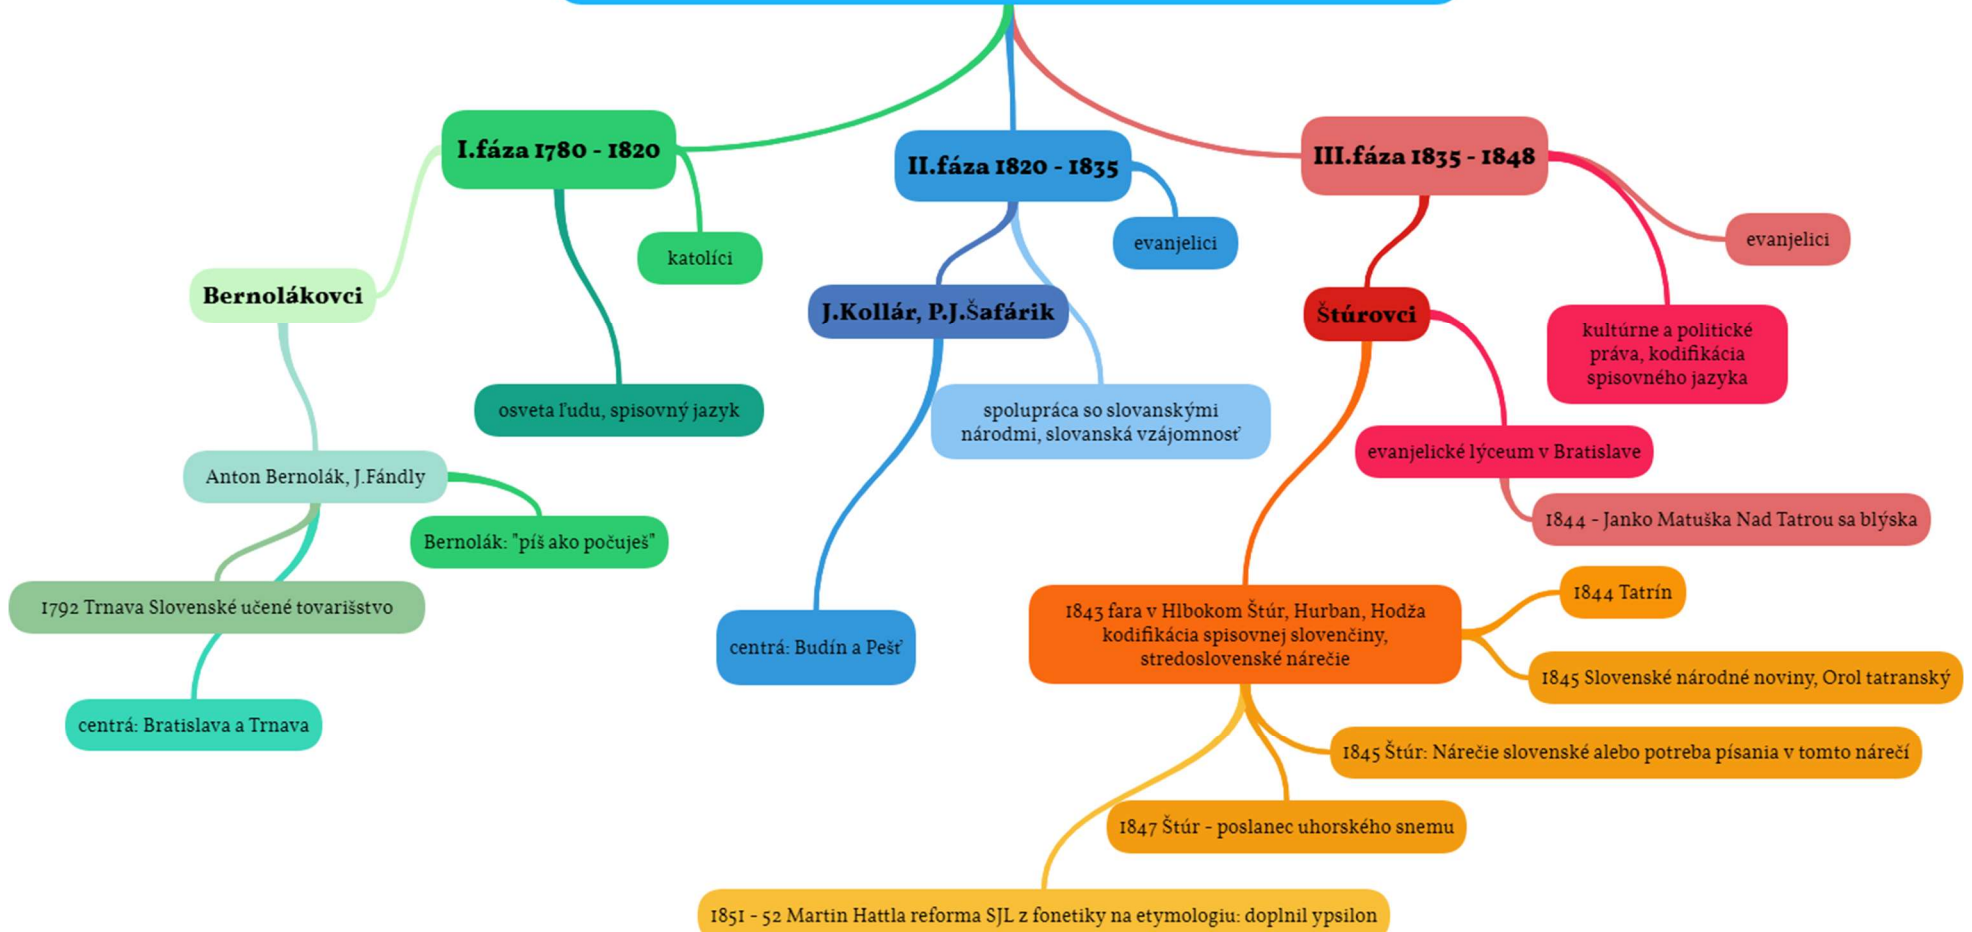 I.fáza 1780 - 1820
katolíci
osveta ľudu, spisovný jazyk
Bernolákovci
Anton Bernolák, J.Fándly
Bernolák: "píš ako počuješ"
1792 Trnava Slovenské učené tovarišstvo
centrá: Bratislava a Trnava
II.fáza 1820 - 1835
evanjelici
J.Kollár, P.J.Šafárik
spolupráca so slovanskými
národmi, slovanská vzájomnosť
centrá: Budín a Pešť
III.fáza 1835 - 1848
evanjelici
kultúrne a politické
práva, kodifikácia
spisovného jazyka
Štúrovci
evanjelické lýceum v Bratislave
1844 - Janko Matuška Nad Tatrou sa blýska
1843 fara v Hlbokom Štúr, Hurban, Hodža
kodifikácia spisovnej slovenčiny,
stredoslovenské nárečie
1844 Tatrín
1845 Slovenské národné noviny, Orol tatranský
1845 Štúr: Nárečie slovenské alebo potreba písania v tomto nárečí
1847 Štúr - poslanec uhorského snemu
1851 - 52 Martin Hattla reforma SJL z fonetiky na etymologiu: doplnil ypsilon